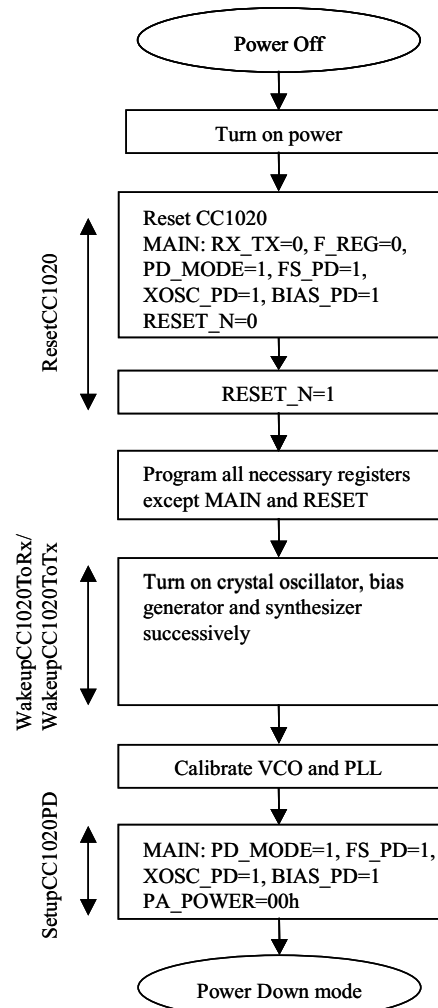 Power Off
Turn on power
ResetCC1020
Reset CC1020
MAIN: RX_TX=0, F_REG=0,
PD_MODE=1, FS_PD=1,
XOSC_PD=1, BIAS_PD=1
RESET_N=0
RESET_N=1
Program all necessary registers
except MAIN and RESET
WakeupCC1020ToRx/
WakeupCC1020ToTx
Turn on crystal oscillator, bias
generator and synthesizer
successively
Calibrate VCO and PLL
SetupCC1020PD
MAIN: PD_MODE=1, FS_PD=1,
XOSC_PD=1, BIAS_PD=1
PA_POWER=00h
Power Down mode